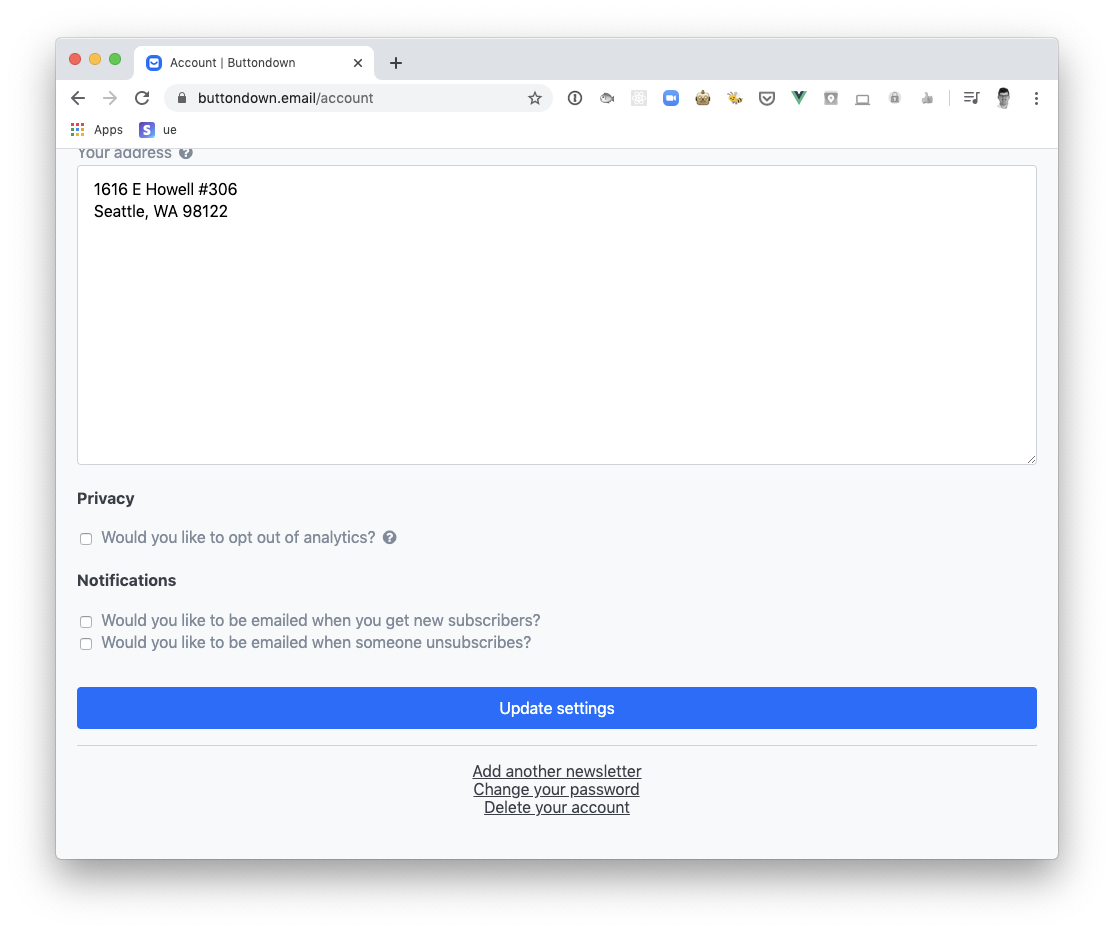 Account | Buttondown
buttondown.email/account
Apps
S ue
Your address
1616 E Howell #306
Seattle, WA 98122
Privacy
Would you like to opt out of analytics?
Notifications
Would you like to be emailed when you get new subscribers?
Would you like to be emailed when someone unsubscribes?
Update settings
Add another newsletter
Change your password
Delete your account